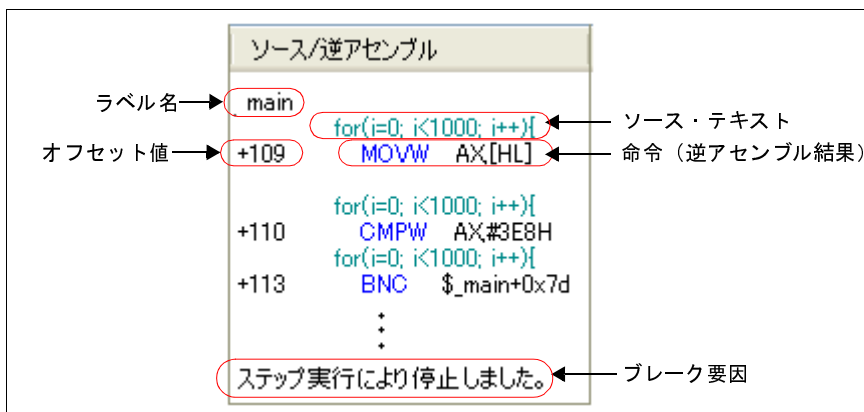 ソース/逆アセンブル
ラベル名
_main
for(i=0; i<1000; i++){
ソース・テキスト
オフセット値
+109 MOVW AX,[HL]
命令（逆アセンブル結果）
for(i=0; i<1000; i++){
+110 CMPW AX,#3E8H
for(i=0; i<1000; i++){
+113 BNC $_main+0x7d
ステップ実行により停止しました。
ブレーク要因